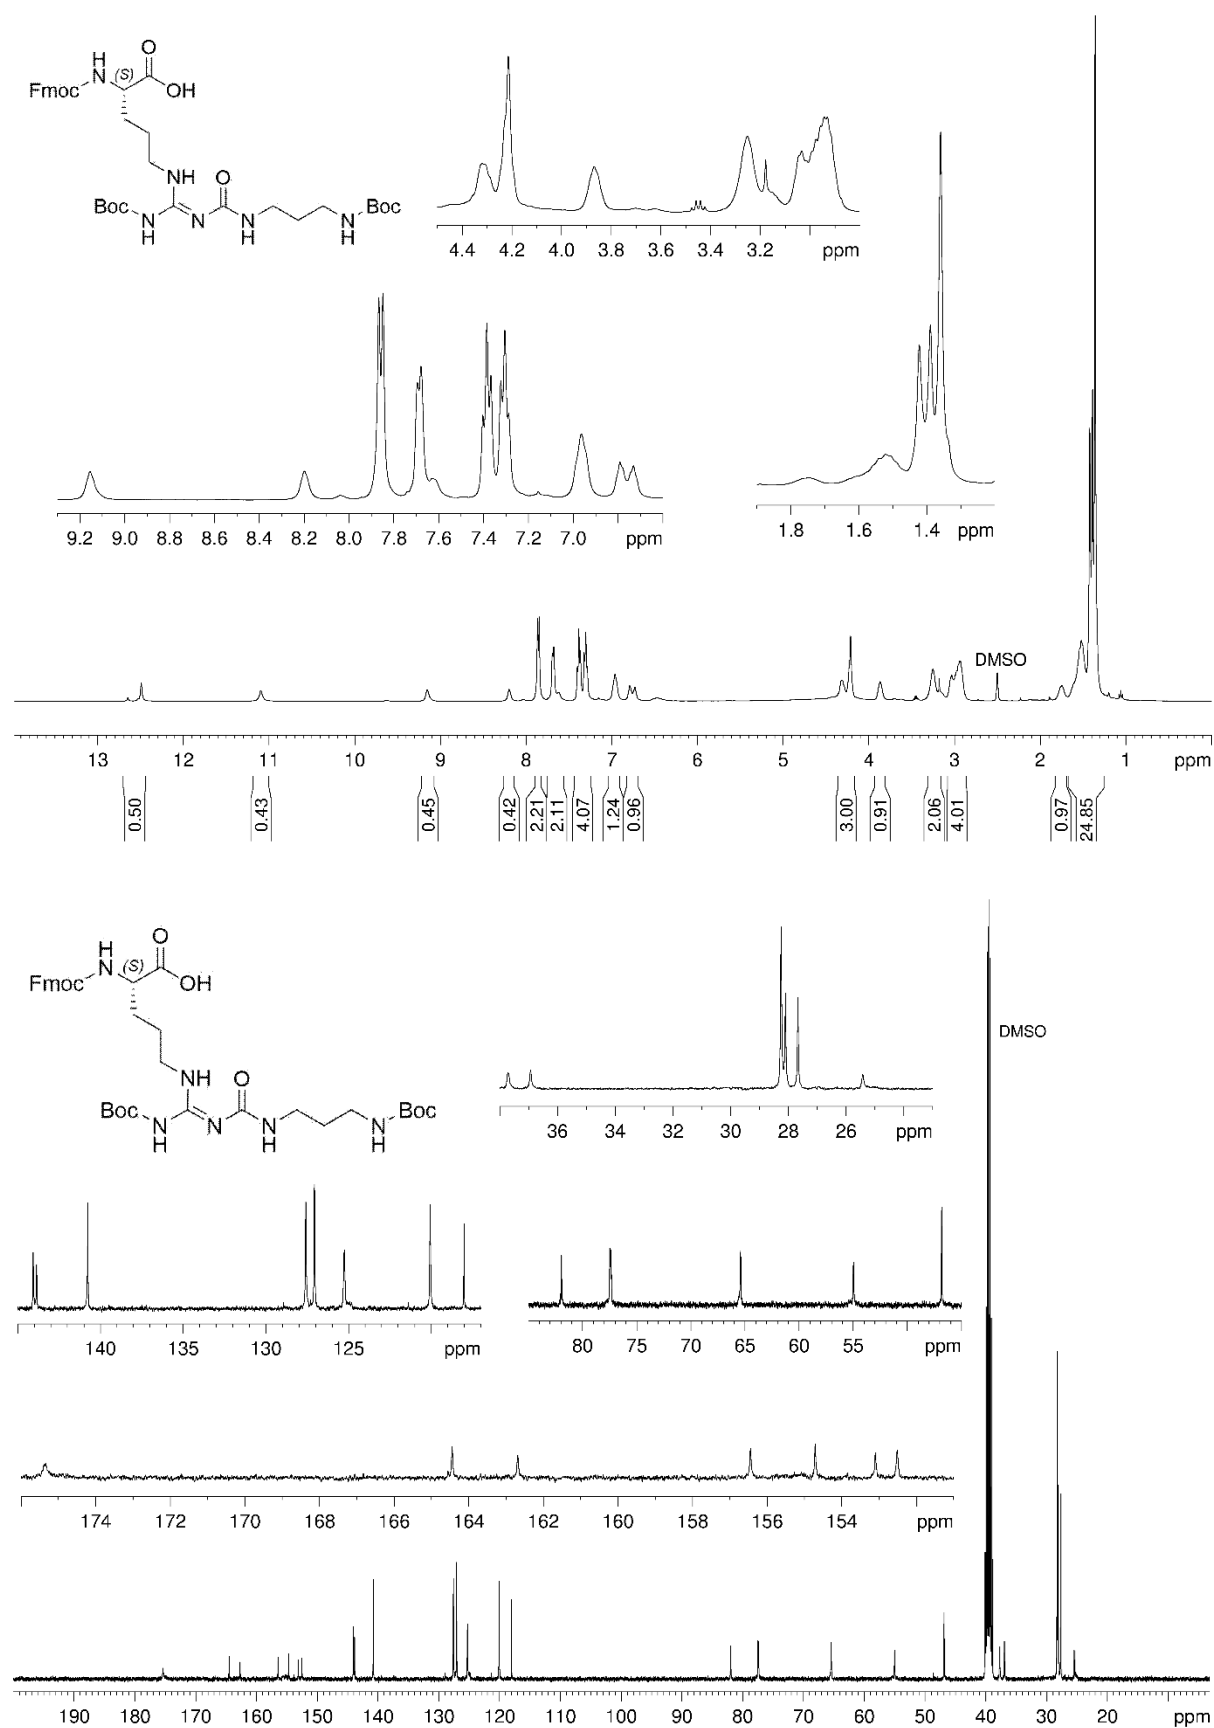 H
N
(S)
O
OH
Fmoc
NH
O
Boc
N
H
N
N
H
N
H
Boc
4.4 4.2 4.0 3.8 3.6 3.4 3.2 ppm
9.2 9.0 8.8 8.6 8.4 8.2 8.0 7.8 7.6 7.4 7.2 7.0 ppm
1.8 1.6 1.4 ppm
DMSO
13 12 11 10 9 8 7 6 5 4 3 2 1 ppm
0.50 0.43 0.45 0.42 2.21 2.11 4.07 1.24 0.96 3.00 0.91 2.06 4.01 0.97 24.85
H
N
(S)
O
OH
Fmoc
NH
O
Boc
N
H
N
N
H
N
H
Boc
DMSO
36 34 32 30 28 26 ppm
140 135 130 125 ppm
80 75 70 65 60 55 ppm
174 172 170 168 166 164 162 160 158 156 154 ppm
190 180 170 160 150 140 130 120 110 100 90 80 70 60 50 40 30 20 ppm